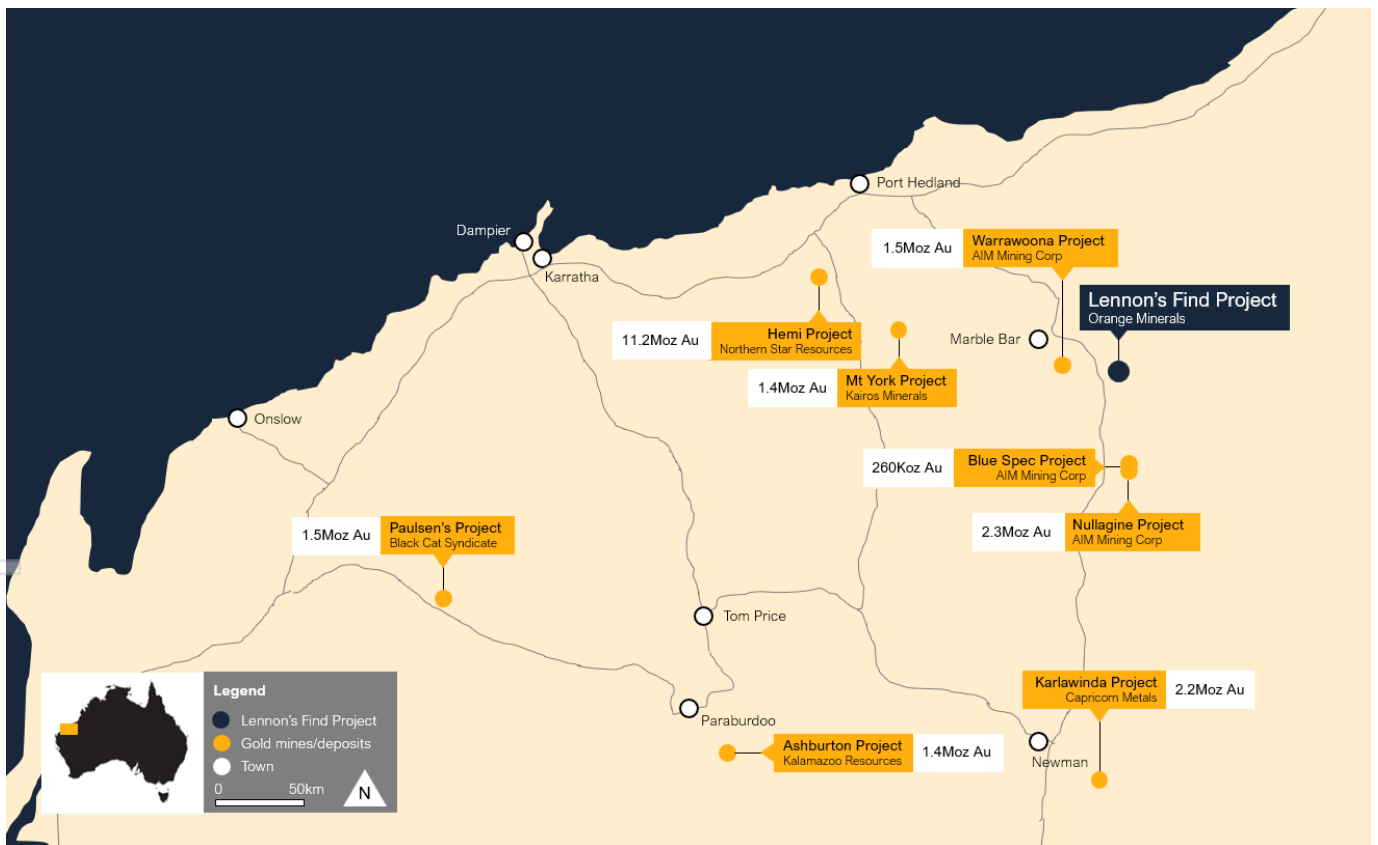 Port Hedland
Dampier
Karratha
1.5Moz Au
Warrawoona Project
AIM Mining Corp
Lennon's Find Project
Orange Minerals
11.2Moz Au
Hemi Project
Northern Star Resources
Marble Bar
1.4Moz Au
Mt York Project
Kairos Minerals
Onslow
260Koz Au
Blue Spec Project
AIM Mining Corp
1.5Moz Au
Paulsen's Project
Black Cat Syndicate
2.3Moz Au
Nullagine Project
AIM Mining Corp
Tom Price
Karlawinda Project
Capricorn Metals
2.2Moz Au
Paraburdoo
Ashburton Project
Kalamazoo Resources
1.4Moz Au
Newman
Legend
Lennon's Find Project
Gold mines/deposits
Town
0 50km
N